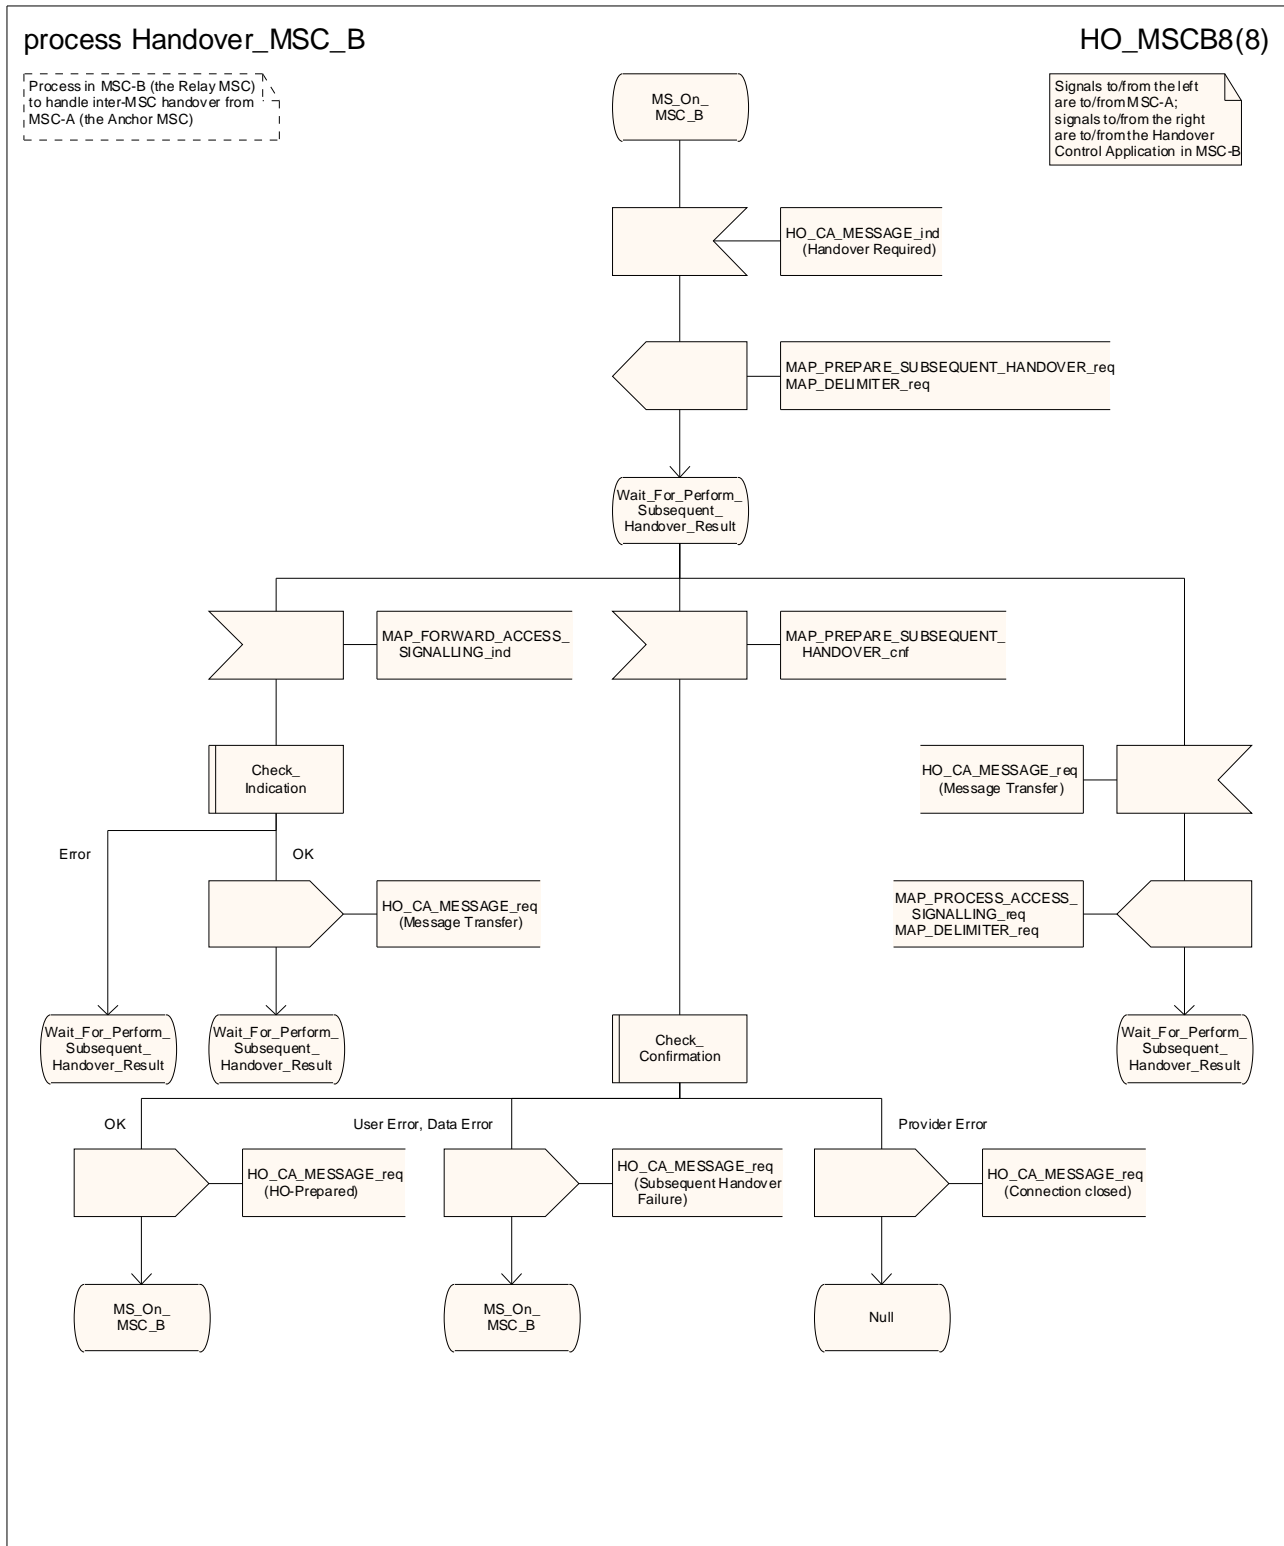 process Handover_MSC_B
HO_MSCB8(8)
Process in MSC-B (the Relay MSC)
to handle inter-MSC handover from
MSC-A (the Anchor MSC)
MS_On_
MSC_B
Signals to/from the left
are to/from MSC-A;
signals to/from the right
are to/from the Handover
Control Application in MSC-B
HO_CA_MESSAGE_ind
(Handover Required)
MAP_PREPARE_SUBSEQUENT_HANDOVER_req
MAP_DELIMITER_req
Wait_For_Perform_
Subsequent_
Handover_Result
MAP_FORWARD_ACCESS_
SIGNALLING_ind
MAP_PREPARE_SUBSEQUENT_
HANDOVER_cnf
Check_
Indication
HO_CA_MESSAGE_req
(Message Transfer)
Error
OK
HO_CA_MESSAGE_req
(Message Transfer)
MAP_PROCESS_ACCESS_
SIGNALLING_req
MAP_DELIMITER_req
Wait_For_Perform_
Subsequent_
Handover_Result
Wait_For_Perform_
Subsequent_
Handover_Result
Check_
Confirmation
Wait_For_Perform_
Subsequent_
Handover_Result
OK
User Error, Data Error
Provider Error
HO_CA_MESSAGE_req
(HO-Prepared)
HO_CA_MESSAGE_req
(Subsequent Handover
Failure)
HO_CA_MESSAGE_req
(Connection closed)
MS_On_
MSC_B
MS_On_
MSC_B
Null